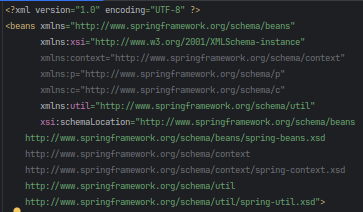 <?xml version="1.0" encoding="UTF-8" ?>
<beans xmlns="http://www.springframework.org/schema/beans"
xmlns:xsi="http://www.w3.org/2001/XMLSchema-instance"
xmlns:context="http://www.springframework.org/schema/context"
xmlns:p="http://www.springframework.org/schema/p"
xmlns:c="http://www.springframework.org/schema/c"
xmlns:util="http://www.springframework.org/schema/util"
xsi:schemaLocation="http://www.springframework.org/schema/beans
http://www.springframework.org/schema/beans/spring-beans.xsd
http://www.springframework.org/schema/context
http://www.springframework.org/schema/context/spring-context.xsd
http://www.springframework.org/schema/util
http://www.springframework.org/schema/util/spring-util.xsd">